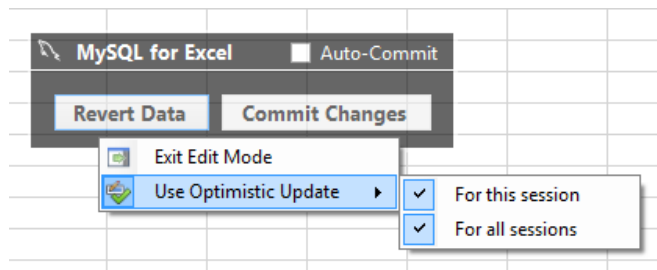 MySQL for Excel Auto-Commit
Revert Data Commit Changes
Exit Edit Mode
Use Optimistic Update
For this session
For all sessions